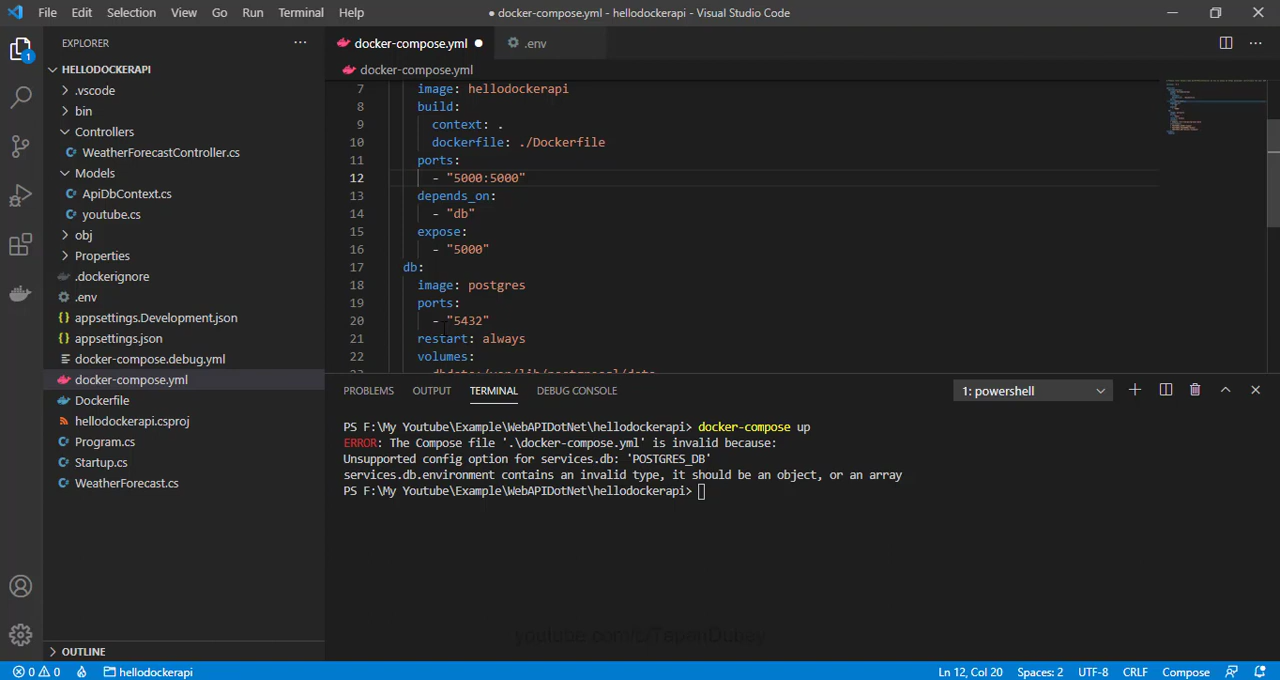 File Edit Selection View Go Run Terminal Help
● docker-compose.yml - hellodockerapi - Visual Studio Code
EXPLORER
docker-compose.yml ●
.env
HELLODOCKERAPI
docker-compose.yml
.vscode
bin
Controllers
WeatherForecastController.cs
Models
ApiDbContext.cs
youtube.cs
obj
Properties
.dockerignore
.env
appsettings.Development.json
appsettings.json
docker-compose.debug.yml
docker-compose.yml
Dockerfile
hellodockerapi.csproj
Program.cs
Startup.cs
WeatherForecast.cs
OUTLINE
1
7 image: hellodockerapi
8 build:
9 context: .
10 dockerfile: ./Dockerfile
11 ports:
12 - "5000:5000"
13 depends_on:
14 - "db"
15 expose:
16 - "5000"
17 db:
18 image: postgres
19 ports:
20 - "5432"
21 restart: always
22 volumes:
PROBLEMS OUTPUT TERMINAL DEBUG CONSOLE
1: powershell
PS F:\My Youtube\Example\WebAPIDotNet\hellodockerapi> docker-compose up
ERROR: The Compose file '.\docker-compose.yml' is invalid because:
Unsupported config option for services.db: 'POSTGRES_DB'
services.db.environment contains an invalid type, it should be an object, or an array
PS F:\My Youtube\Example\WebAPIDotNet\hellodockerapi>
0 0 hellodockerapi
Ln 12, Col 20 Spaces: 2 UTF-8 CRLF Compose